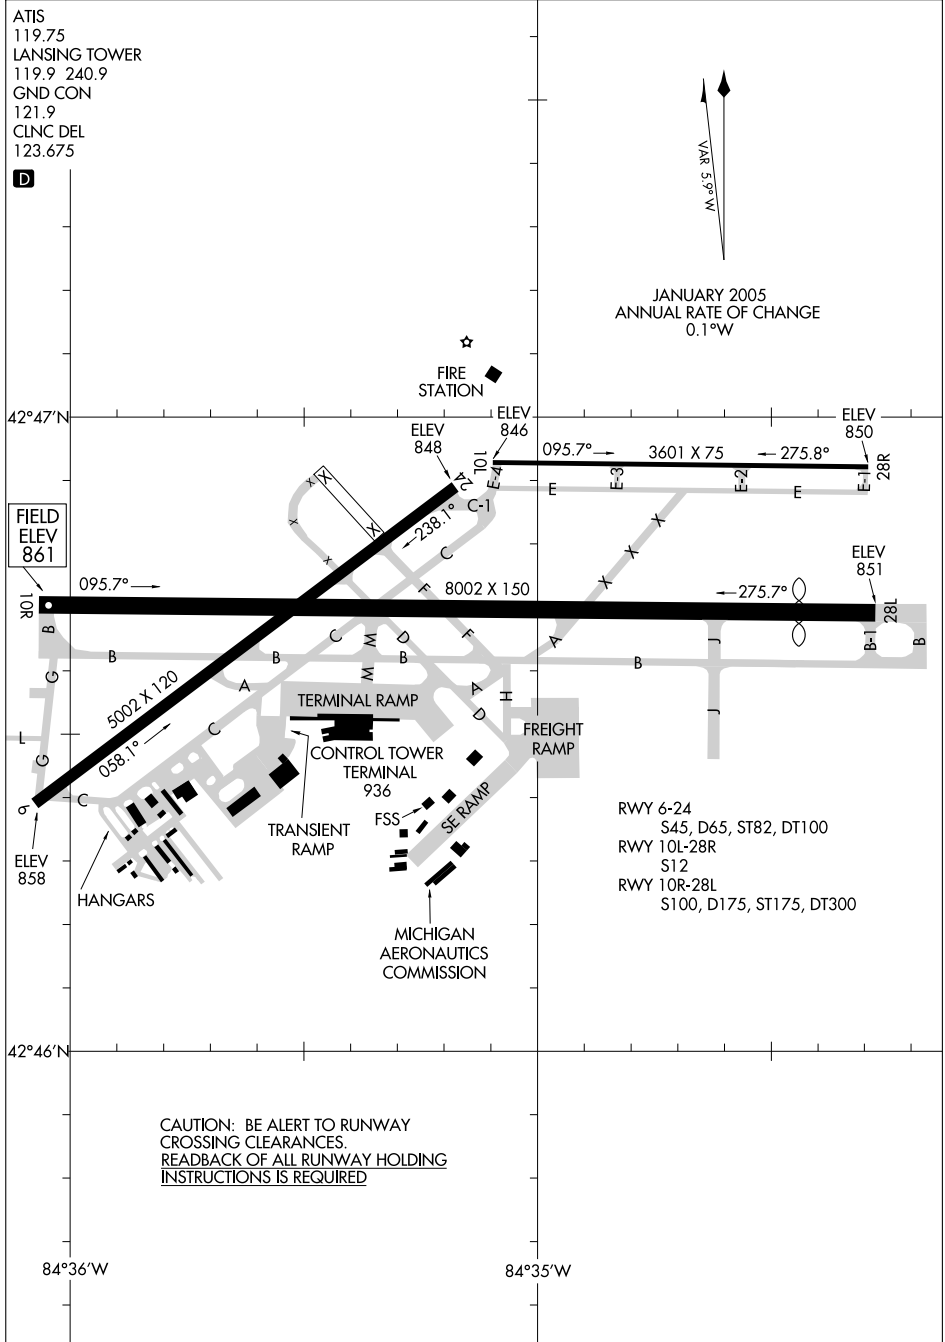 ATIS
119.75
LANSING TOWER
119.9 240.9
GND CON
121.9
CLNC DEL
123.675
D
VAR 5.9° W
JANUARY 2005
ANNUAL RATE OF CHANGE
0.1°W
FIRE
STATION
42°47'N
ELEV
846
ELEV
848
ELEV
850
10L
095.7°
3601 X 75
275.8°
28R
24
E-4
E-3
E-2
E-1
E
E
C-1
X
X
X
X
X
238.1°
X
X
X
C
F
FIELD
ELEV
861
ELEV
851
10R
095.7°
8002 X 150
275.7°
28L
B
B
B
B
B
B-1
C
W
W
D
F
A
J
J
G
G
5002 X 120
A
A
H
D
TERMINAL RAMP
L
058.1°
C
CONTROL TOWER
TERMINAL
936
FREIGHT
RAMP
6
C
FSS
SE RAMP
TRANSIENT
RAMP
ELEV
858
HANGARS
RWY 6-24
S45, D65, ST82, DT100
RWY 10L-28R
S12
RWY 10R-28L
S100, D175, ST175, DT300
MICHIGAN
AERONAUTICS
COMMISSION
42°46'N
CAUTION: BE ALERT TO RUNWAY
CROSSING CLEARANCES.
READBACK OF ALL RUNWAY HOLDING
INSTRUCTIONS IS REQUIRED
84°36'W
84°35'W